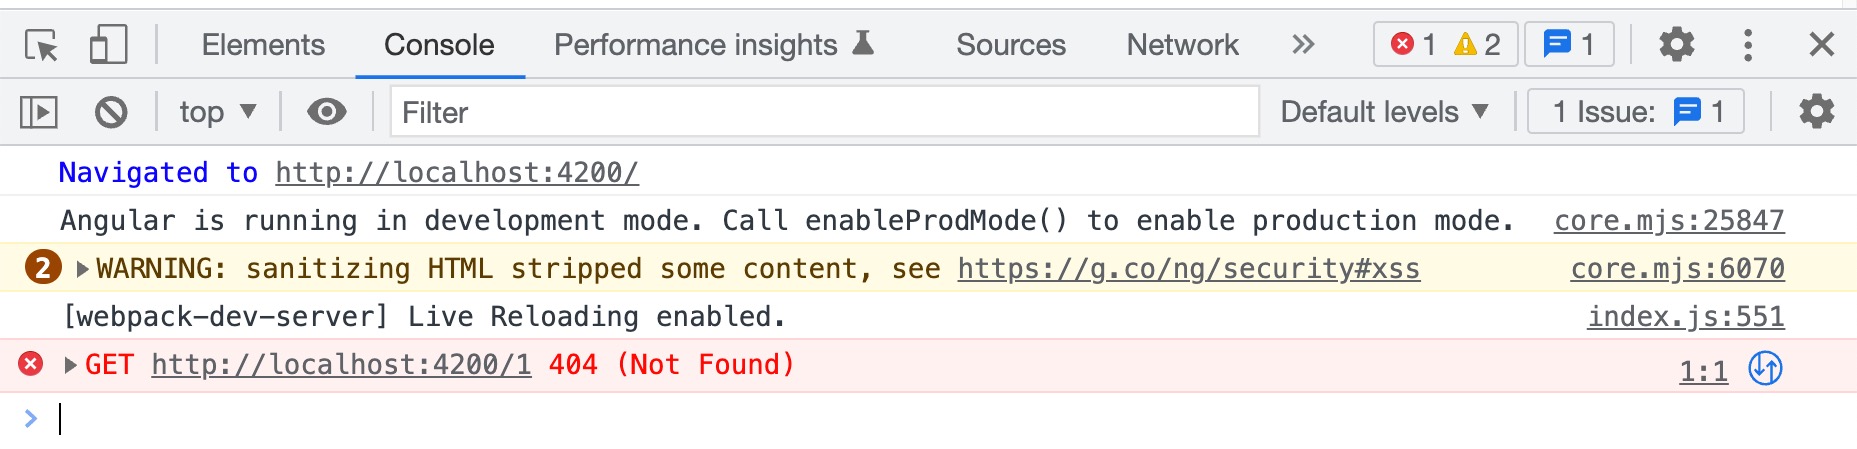 Elements Console Performance insights Sources Network 1 2 1
top Filter Default levels 1 Issue: 1
Navigated to http://localhost:4200/
Angular is running in development mode. Call enableProdMode() to enable production mode. core.mjs:25847
2 WARNING: sanitizing HTML stripped some content, see https://g.co/ng/security#xss core.mjs:6070
[webpack-dev-server] Live Reloading enabled. index.js:551
GET http://localhost:4200/1 404 (Not Found) 1:1